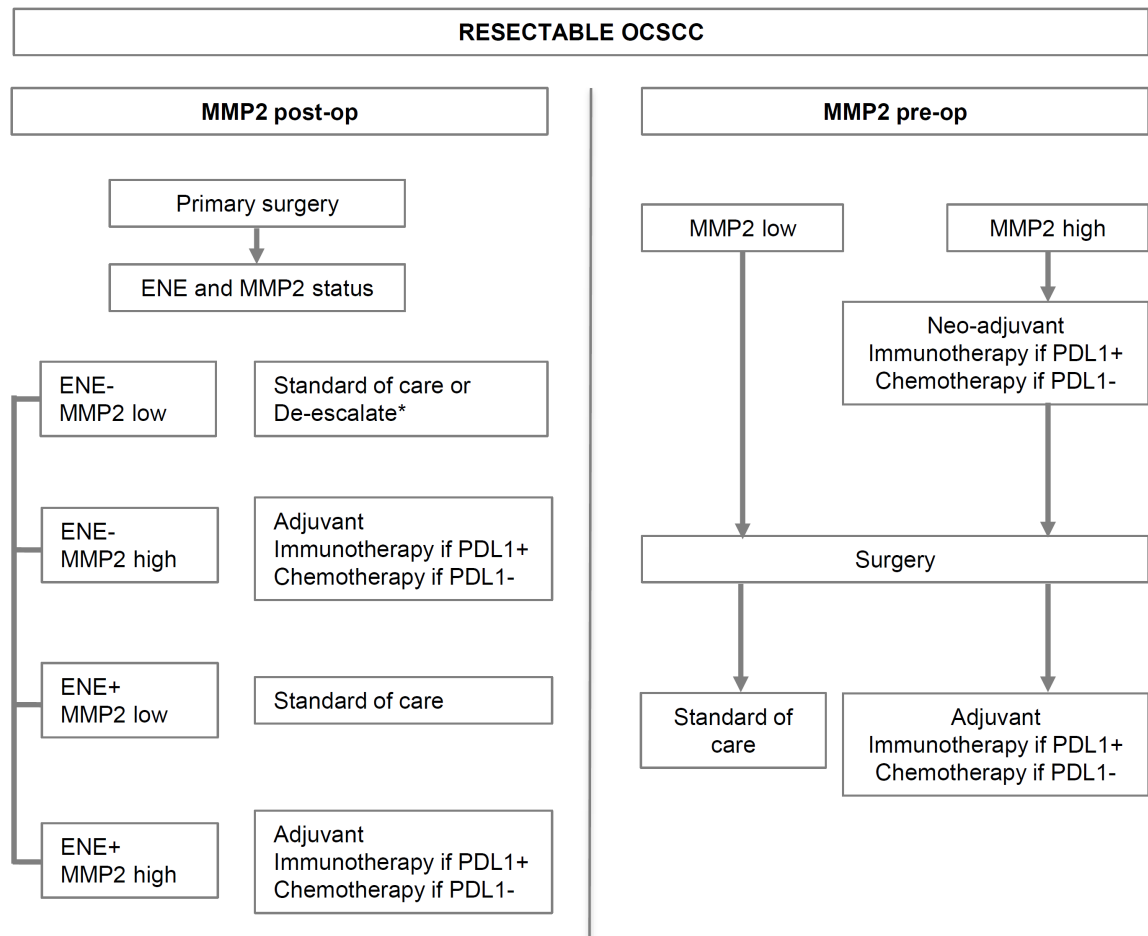 RESECTABLE OCSCC
MMP2 post-op
Primary surgery
ENE and MMP2 status
ENE-
MMP2 low
Standard of care or
De-escalate*
ENE-
MMP2 high
Adjuvant
Immunotherapy if PDL1+
Chemotherapy if PDL1-
ENE+
MMP2 low
Standard of care
ENE+
MMP2 high
Adjuvant
Immunotherapy if PDL1+
Chemotherapy if PDL1-
MMP2 pre-op
MMP2 low
MMP2 high
Neo-adjuvant
Immunotherapy if PDL1+
Chemotherapy if PDL1-
Surgery
Standard of
care
Adjuvant
Immunotherapy if PDL1+
Chemotherapy if PDL1-